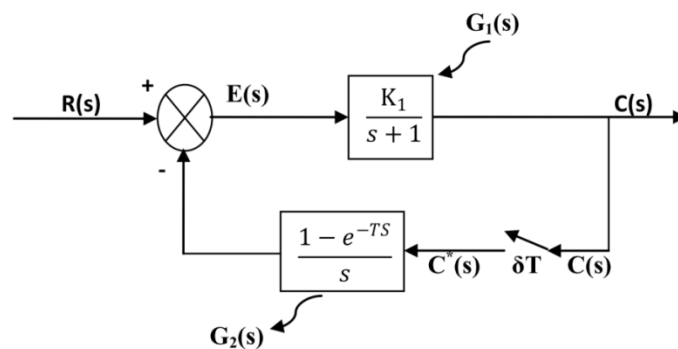 G₁(s)
+
R(s)
E(s)
K₁
s + 1
C(s)
-
1 − e⁻ᵀˢ
s
C*(s)
δT
C(s)
G₂(s)